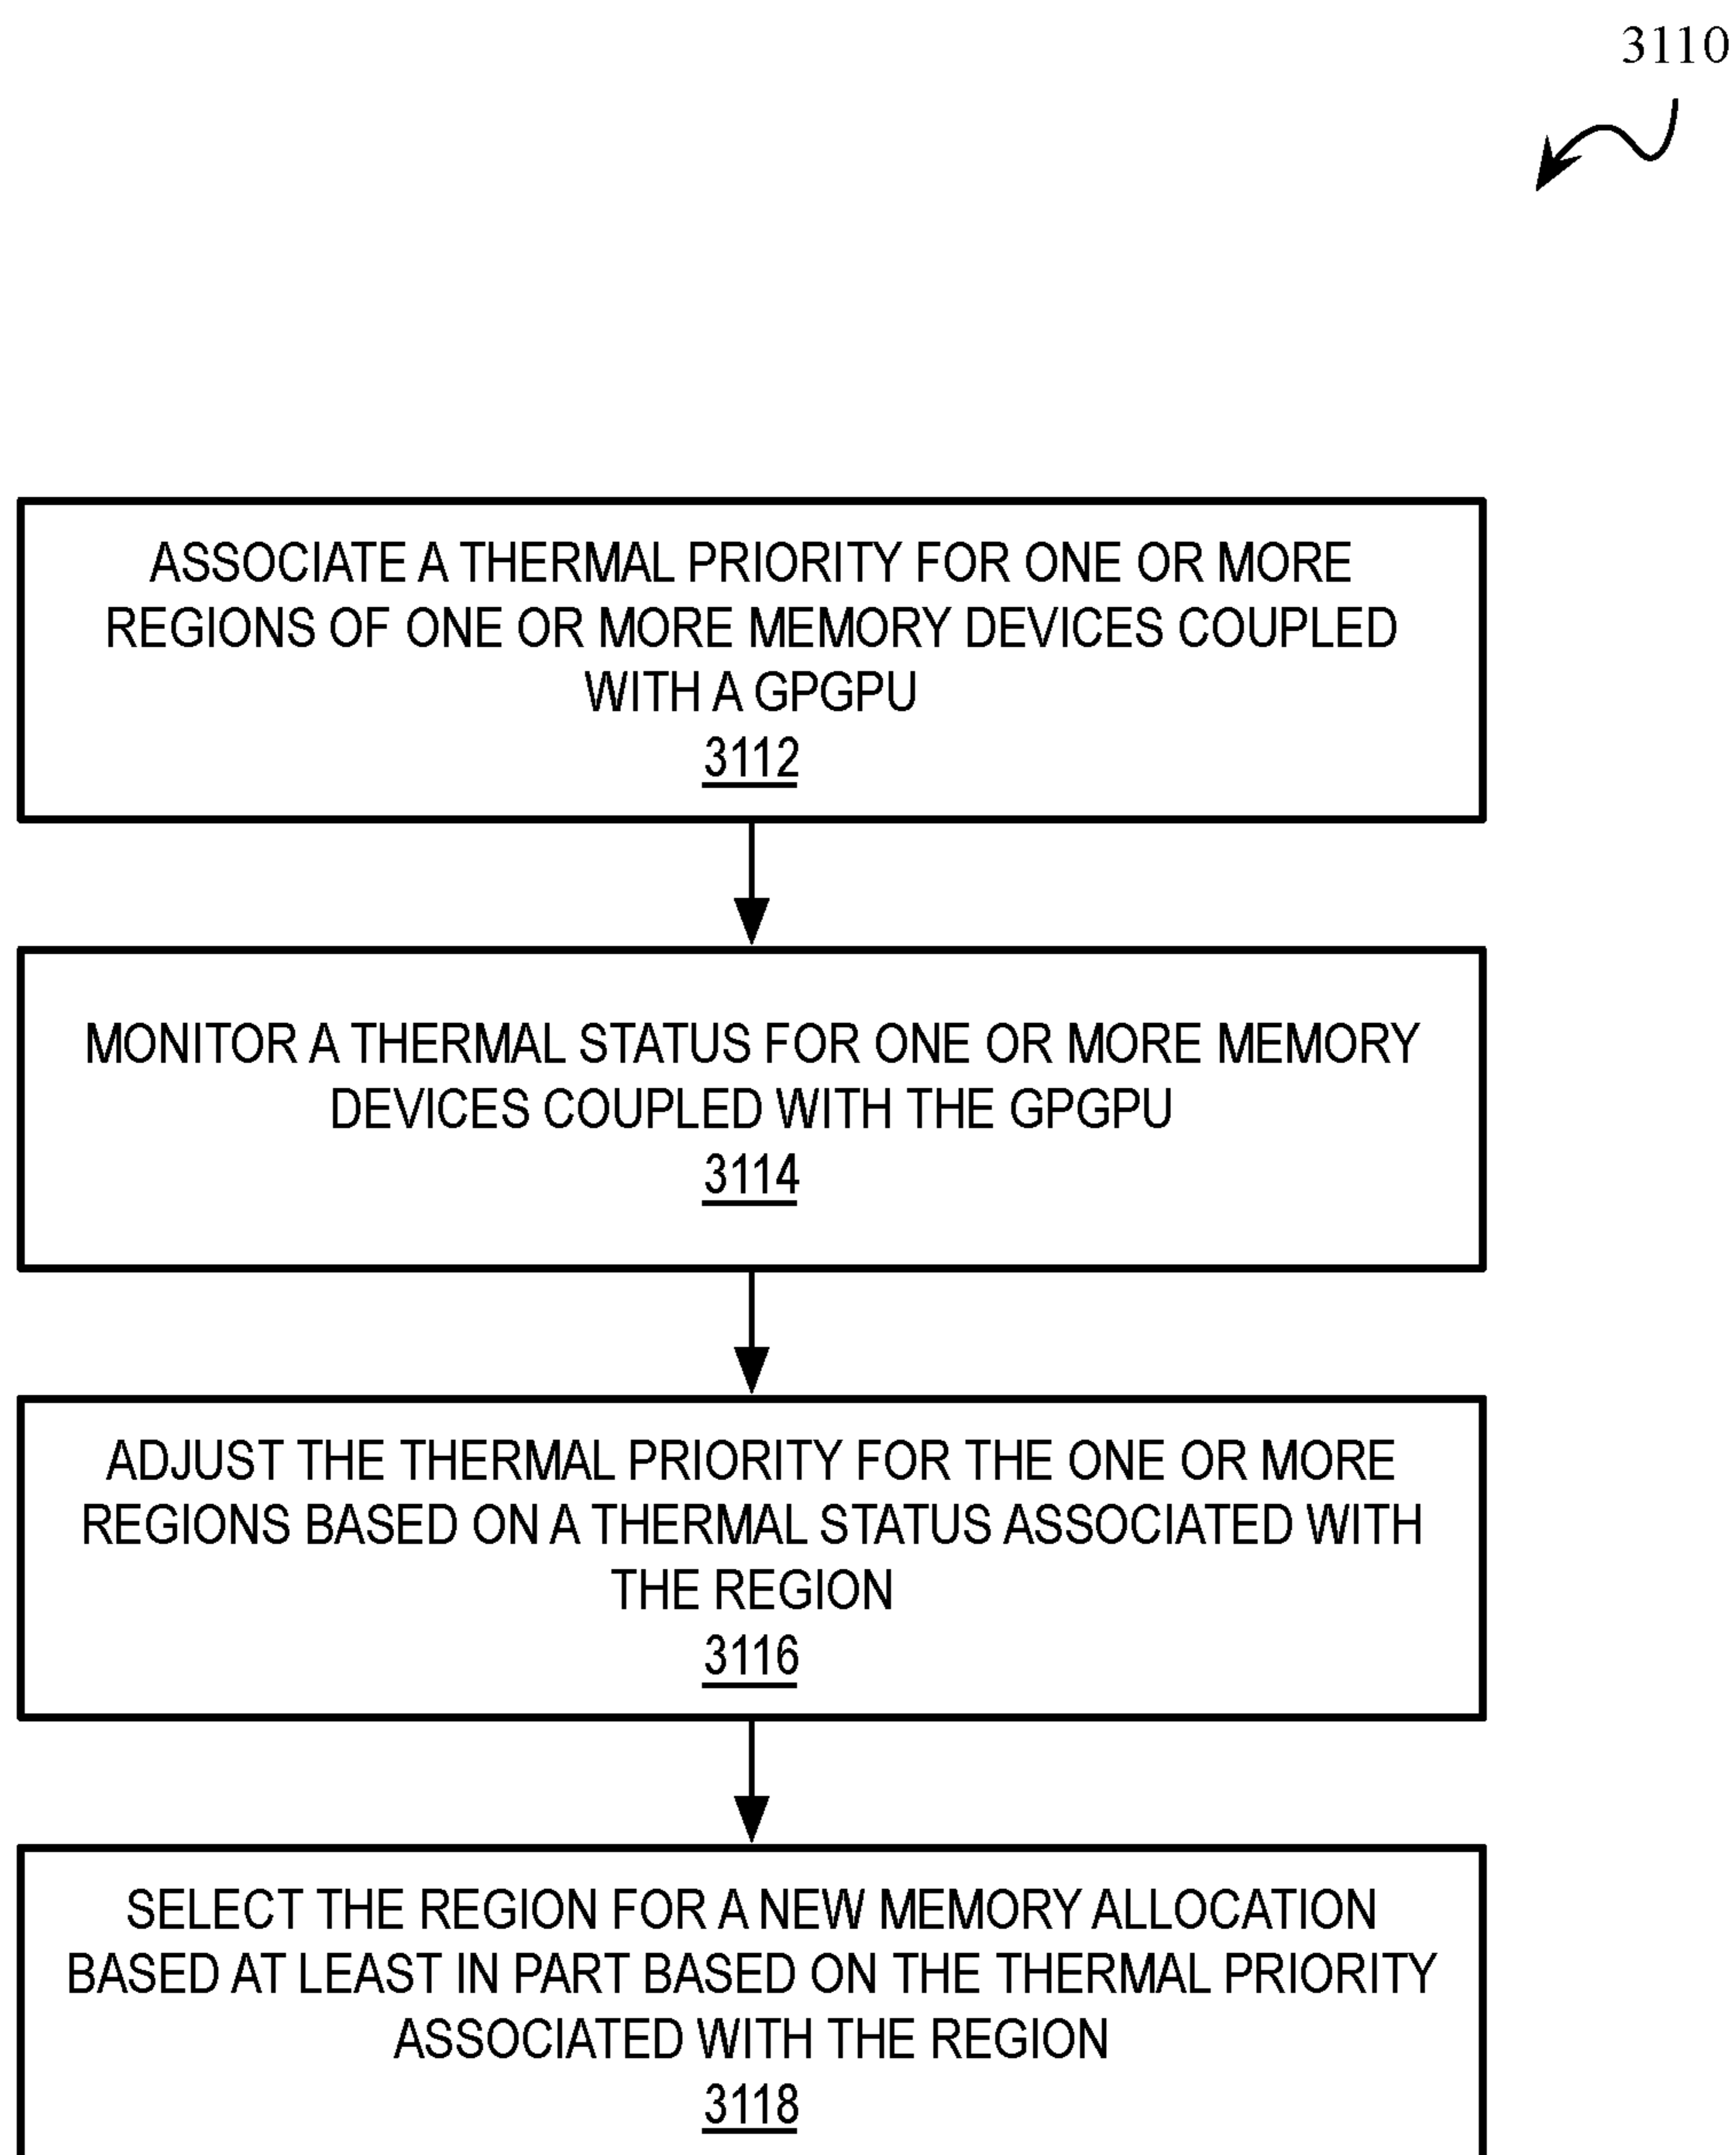 3110
ASSOCIATE A THERMAL PRIORITY FOR ONE OR MORE
REGIONS OF ONE OR MORE MEMORY DEVICES COUPLED
WITH A GPGPU
3112
MONITOR A THERMAL STATUS FOR ONE OR MORE MEMORY
DEVICES COUPLED WITH THE GPGPU
3114
ADJUST THE THERMAL PRIORITY FOR THE ONE OR MORE
REGIONS BASED ON A THERMAL STATUS ASSOCIATED WITH
THE REGION
3116
SELECT THE REGION FOR A NEW MEMORY ALLOCATION
BASED AT LEAST IN PART BASED ON THE THERMAL PRIORITY
ASSOCIATED WITH THE REGION
3118